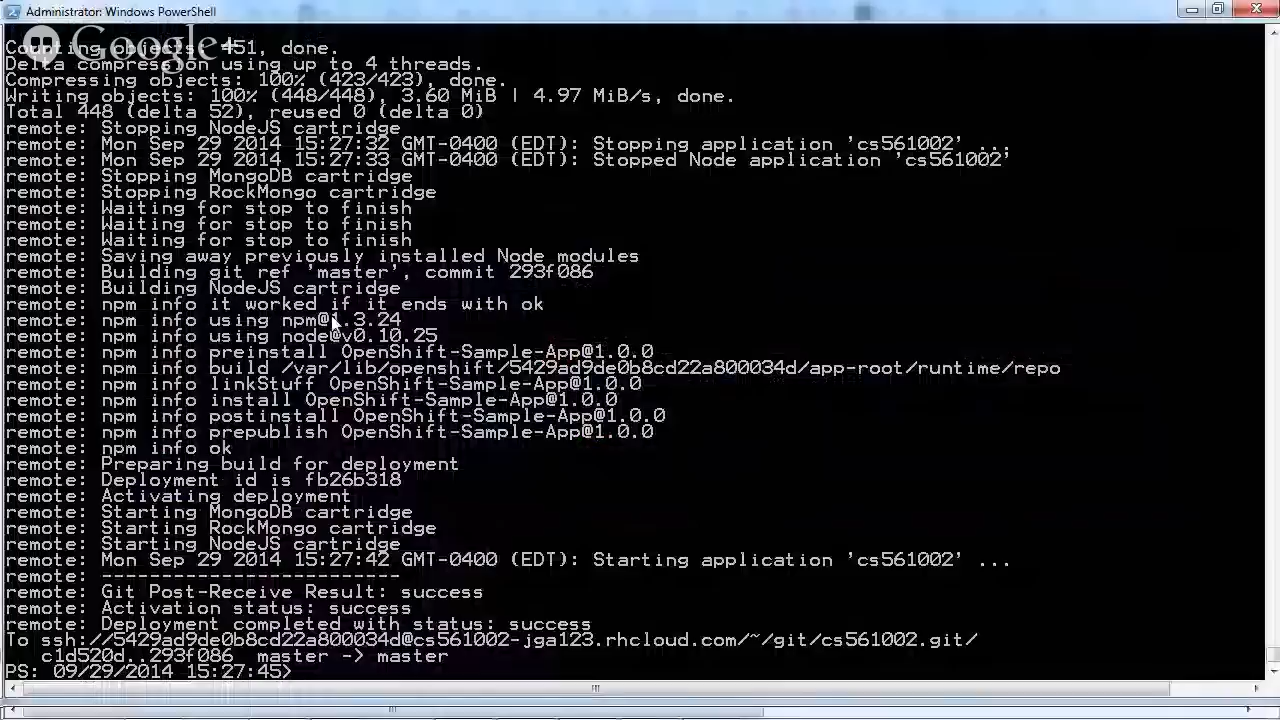 Administrator: Windows PowerShell
Google+
Counting objects: 451, done.
Delta compression using up to 4 threads.
Compressing objects: 100% (423/423), done.
Writing objects: 100% (448/448), 3.60 MiB | 4.97 MiB/s, done.
Total 448 (delta 52), reused 0 (delta 0)
remote: Stopping NodeJS cartridge
remote: Mon Sep 29 2014 15:27:32 GMT-0400 (EDT): Stopping application 'cs561002' ...
remote: Mon Sep 29 2014 15:27:33 GMT-0400 (EDT): Stopped Node application 'cs561002'
remote: Stopping MongoDB cartridge
remote: Stopping RockMongo cartridge
remote: Waiting for stop to finish
remote: Waiting for stop to finish
remote: Waiting for stop to finish
remote: Saving away previously installed Node modules
remote: Building git ref 'master', commit 293f086
remote: Building NodeJS cartridge
remote: npm info it worked if it ends with ok
remote: npm info using npm@1.3.24
remote: npm info using node@v0.10.25
remote: npm info preinstall OpenShift-Sample-App@1.0.0
remote: npm info build /var/lib/openshift/5429ad9de0b8cd22a800034d/app-root/runtime/repo
remote: npm info linkStuff OpenShift-Sample-App@1.0.0
remote: npm info install OpenShift-Sample-App@1.0.0
remote: npm info postinstall OpenShift-Sample-App@1.0.0
remote: npm info prepublish OpenShift-Sample-App@1.0.0
remote: npm info ok
remote: Preparing build for deployment
remote: Deployment id is fb26b318
remote: Activating deployment
remote: Starting MongoDB cartridge
remote: Starting RockMongo cartridge
remote: Starting NodeJS cartridge
remote: Mon Sep 29 2014 15:27:42 GMT-0400 (EDT): Starting application 'cs561002' ...
remote: -------------------------
remote: Git Post-Receive Result: success
remote: Activation status: success
remote: Deployment completed with status: success
To ssh://5429ad9de0b8cd22a800034d@cs561002-jga123.rhcloud.com/~/git/cs561002.git/
c1d520d..293f086 master -> master
PS: 09/29/2014 15:27:45>